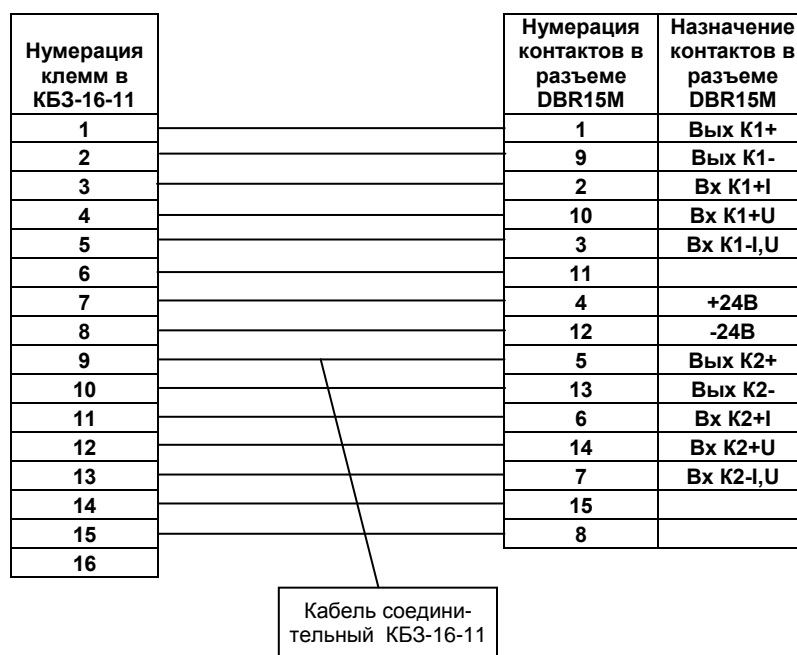 Нумерация
клемм в
КБЗ-16-11
Нумерация
контактов в
разъеме
DBR15M
Назначение
контактов в
разъеме
DBR15M
1 1 Вых К1+
2 9 Вых К1-
3 2 Вх К1+I
4 10 Вх К1+U
5 3 Вх К1-I,U
6 11
7 4 +24В
8 12 -24В
9 5 Вых К2+
10 13 Вых К2-
11 6 Вх К2+I
12 14 Вх К2+U
13 7 Вх К2-I,U
14 15
15 8
16
Кабель соедини-
тельный КБЗ-16-11